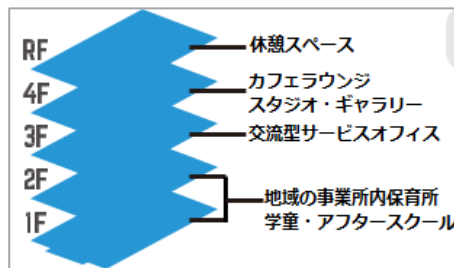 RF
休憩スペース
4F
カフェラウンジ
スタジオ・ギャラリー
3F
交流型サービスオフィス
2F
1F
地域の事業所内保育所
学童・アフタースクール